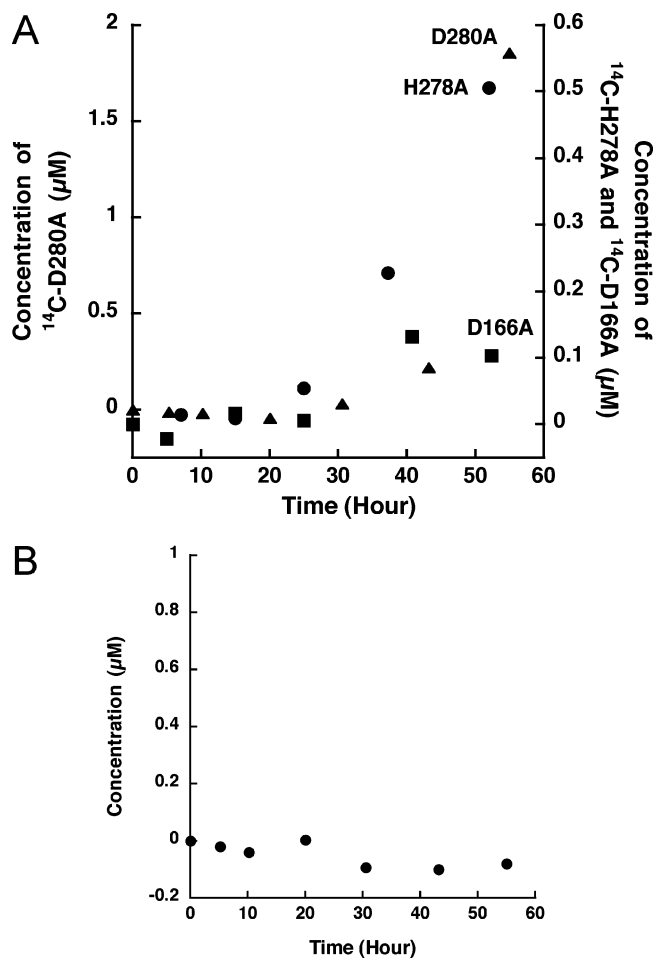 A
Concentration of
¹⁴C-D280A (µM)
2
1.5
1
0.5
0
D280A
H278A
D166A
0.6
0.5
0.4
0.3
0.2
0.1
0
Concentration of
¹⁴C-H278A and ¹⁴C-D166A (µM)
0 10 20 30 40 50 60
Time (Hour)
B
Concentration (µM)
1
0.8
0.6
0.4
0.2
0
-0.2
0 10 20 30 40 50 60
Time (Hour)